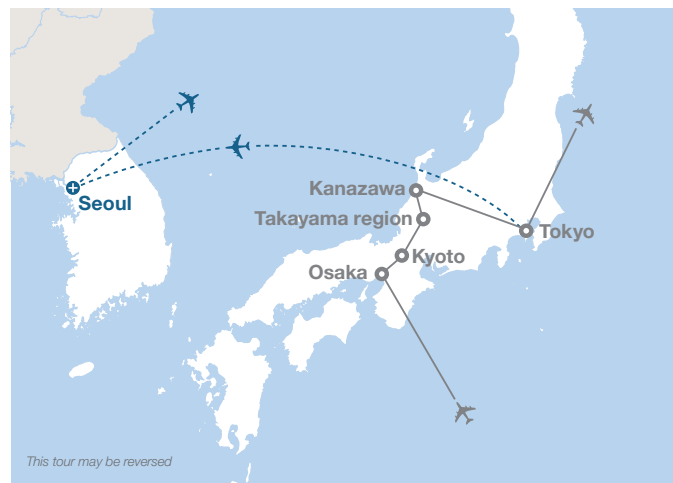 Kanazawa
Seoul
Takayama region
Tokyo
Kyoto
Osaka
This tour may be reversed